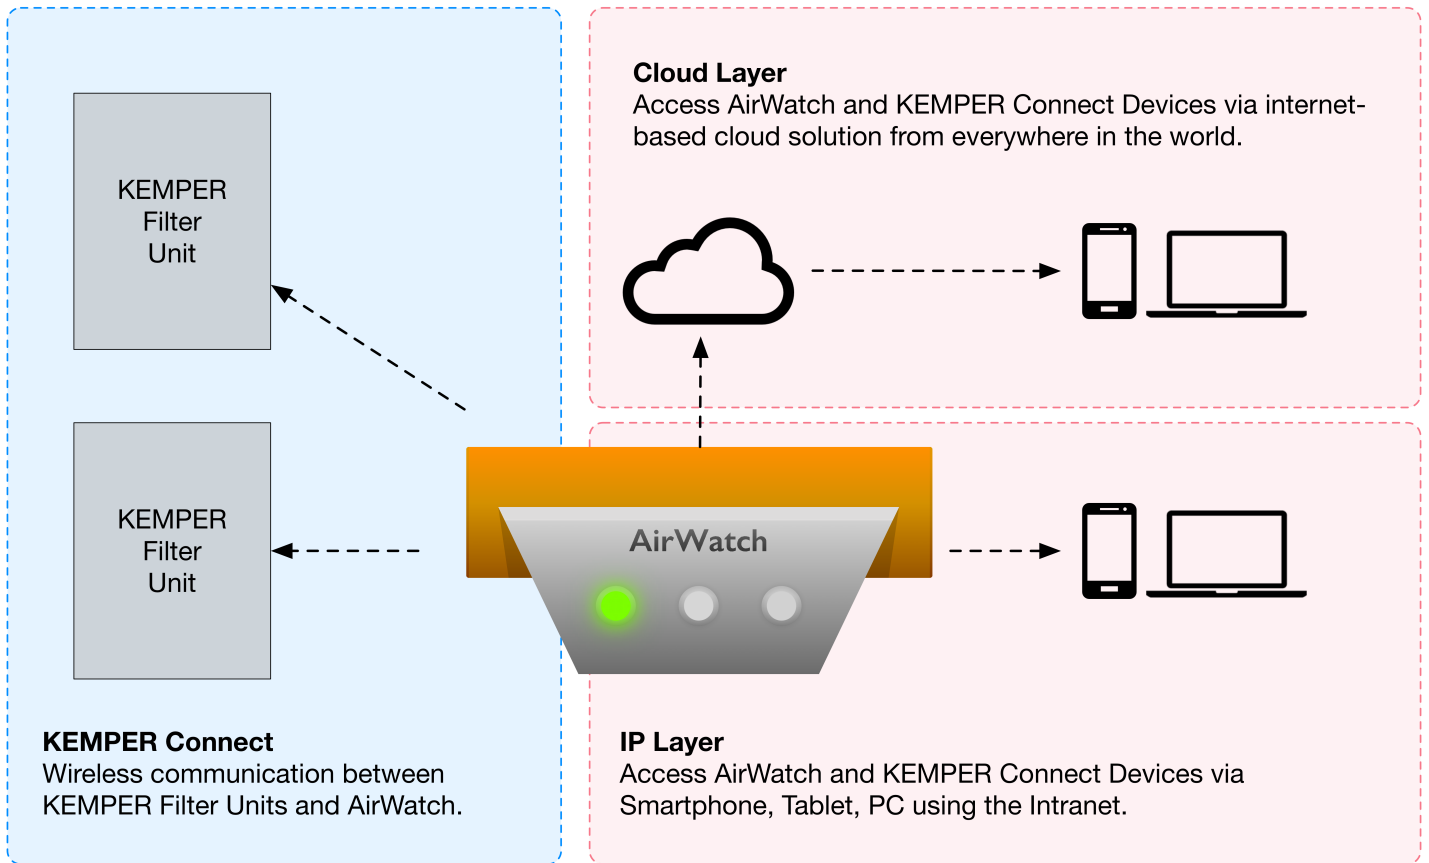 Cloud Layer
Access AirWatch and KEMPER Connect Devices via internet-
based cloud solution from everywhere in the world.
KEMPER
Filter
Unit
KEMPER
Filter
Unit
AirWatch
KEMPER Connect
Wireless communication between
KEMPER Filter Units and AirWatch.
IP Layer
Access AirWatch and KEMPER Connect Devices via
Smartphone, Tablet, PC using the Intranet.